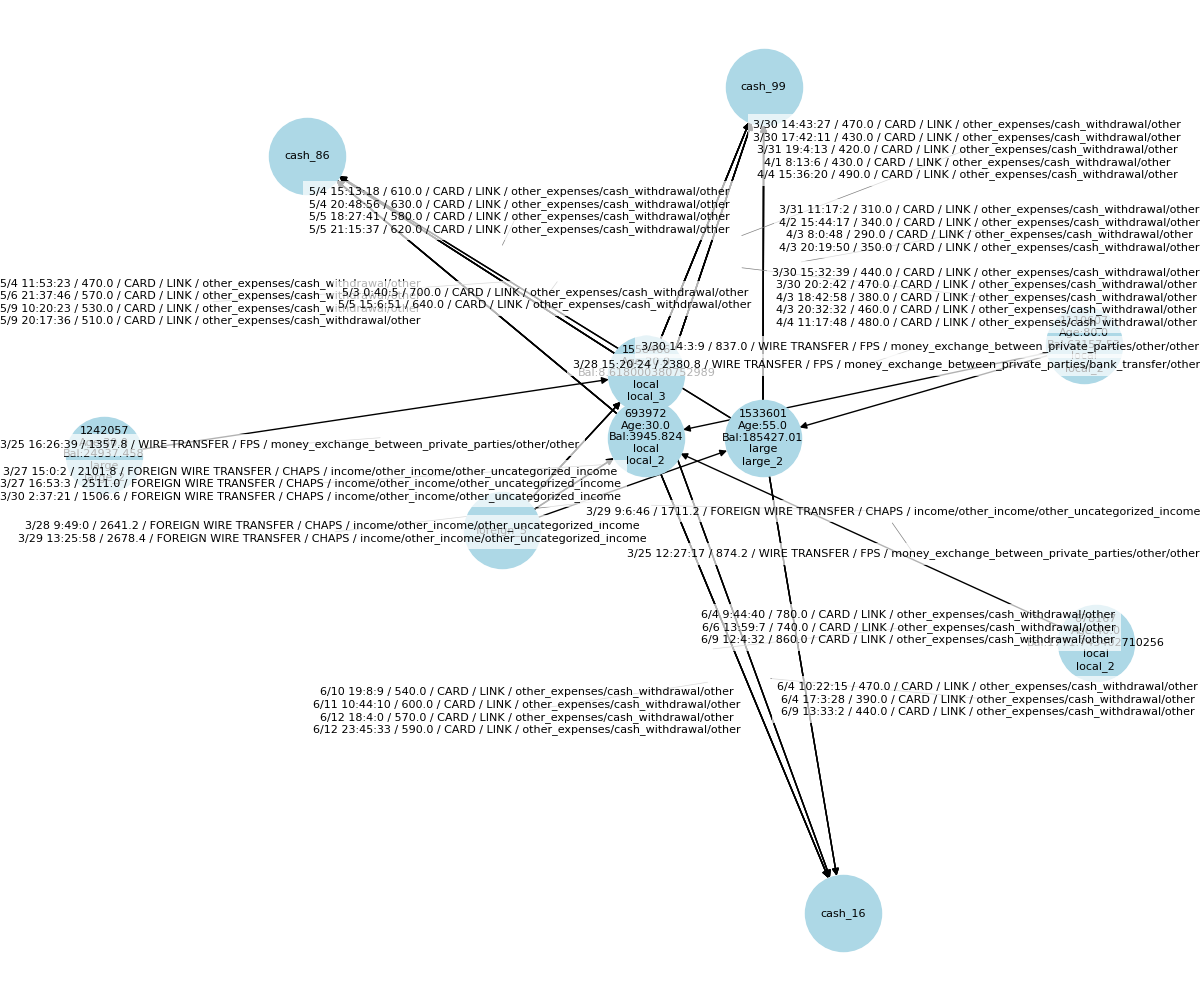 cash_99
3/30 14:43:27 / 470.0 / CARD / LINK / other_expenses/cash_withdrawal/other
3/30 17:42:11 / 430.0 / CARD / LINK / other_expenses/cash_withdrawal/other
3/31 19:4:13 / 420.0 / CARD / LINK / other_expenses/cash_withdrawal/other
4/1 8:13:6 / 430.0 / CARD / LINK / other_expenses/cash_withdrawal/other
4/4 15:36:20 / 490.0 / CARD / LINK / other_expenses/cash_withdrawal/other
cash_86
5/4 15:13:18 / 610.0 / CARD / LINK / other_expenses/cash_withdrawal/other
5/4 20:48:56 / 630.0 / CARD / LINK / other_expenses/cash_withdrawal/other
5/5 18:27:41 / 580.0 / CARD / LINK / other_expenses/cash_withdrawal/other
5/5 21:15:37 / 620.0 / CARD / LINK / other_expenses/cash_withdrawal/other
3/31 11:17:2 / 310.0 / CARD / LINK / other_expenses/cash_withdrawal/other
4/2 15:44:17 / 340.0 / CARD / LINK / other_expenses/cash_withdrawal/other
4/3 8:0:48 / 290.0 / CARD / LINK / other_expenses/cash_withdrawal/other
4/3 20:19:50 / 350.0 / CARD / LINK / other_expenses/cash_withdrawal/other
3/30 15:32:39 / 440.0 / CARD / LINK / other_expenses/cash_withdrawal/other
3/30 20:2:42 / 470.0 / CARD / LINK / other_expenses/cash_withdrawal/other
4/3 18:42:58 / 380.0 / CARD / LINK / other_expenses/cash_withdrawal/other
4/3 20:32:32 / 460.0 / CARD / LINK / other_expenses/cash_withdrawal/other
4/4 11:17:48 / 480.0 / CARD / LINK / other_expenses/cash_withdrawal/other
5/4 11:53:23 / 470.0 / CARD / LINK / other_expenses/cash_withdrawal/other
5/6 21:37:46 / 570.0 / CARD / LINK / other_expenses/cash_withdrawal/other
5/9 10:20:23 / 530.0 / CARD / LINK / other_expenses/cash_withdrawal/other
5/9 20:17:36 / 510.0 / CARD / LINK / other_expenses/cash_withdrawal/other
5/3 0:40:5 / 700.0 / CARD / LINK / other_expenses/cash_withdrawal/other
5/5 15:6:51 / 640.0 / CARD / LINK / other_expenses/cash_withdrawal/other
Age:80.0
local_2
3/30 14:3:9 / 837.0 / WIRE TRANSFER / FPS / money_exchange_between_private_parties/other/other
3/28 15:20:24 / 2380.8 / WIRE TRANSFER / FPS / money_exchange_between_private_parties/bank_transfer/other
local
local_3
693972
Age:30.0
Bal:3945.824
local
local_2
1533601
Age:55.0
Bal:185427.01
large
large_2
1242057
Bal:24937.458
large
3/25 16:26:39 / 1357.8 / WIRE TRANSFER / FPS / money_exchange_between_private_parties/other/other
3/27 15:0:2 / 2101.8 / FOREIGN WIRE TRANSFER / CHAPS / income/other_income/other_uncategorized_income
3/27 16:53:3 / 2511.0 / FOREIGN WIRE TRANSFER / CHAPS / income/other_income/other_uncategorized_income
3/30 2:37:21 / 1506.6 / FOREIGN WIRE TRANSFER / CHAPS / income/other_income/other_uncategorized_income
3/28 9:49:0 / 2641.2 / FOREIGN WIRE TRANSFER / CHAPS / income/other_income/other_uncategorized_income
3/29 13:25:58 / 2678.4 / FOREIGN WIRE TRANSFER / CHAPS / income/other_income/other_uncategorized_income
3/29 9:6:46 / 1711.2 / FOREIGN WIRE TRANSFER / CHAPS / income/other_income/other_uncategorized_income
3/25 12:27:17 / 874.2 / WIRE TRANSFER / FPS / money_exchange_between_private_parties/other/other
6/4 9:44:40 / 780.0 / CARD / LINK / other_expenses/cash_withdrawal/other
6/6 13:59:7 / 740.0 / CARD / LINK / other_expenses/cash_withdrawal/other
6/9 12:4:32 / 860.0 / CARD / LINK / other_expenses/cash_withdrawal/other
local
local_2
6/4 10:22:15 / 470.0 / CARD / LINK / other_expenses/cash_withdrawal/other
6/4 17:3:28 / 390.0 / CARD / LINK / other_expenses/cash_withdrawal/other
6/9 13:33:2 / 440.0 / CARD / LINK / other_expenses/cash_withdrawal/other
6/10 19:8:9 / 540.0 / CARD / LINK / other_expenses/cash_withdrawal/other
6/11 10:44:10 / 600.0 / CARD / LINK / other_expenses/cash_withdrawal/other
6/12 18:4:0 / 570.0 / CARD / LINK / other_expenses/cash_withdrawal/other
6/12 23:45:33 / 590.0 / CARD / LINK / other_expenses/cash_withdrawal/other
cash_16